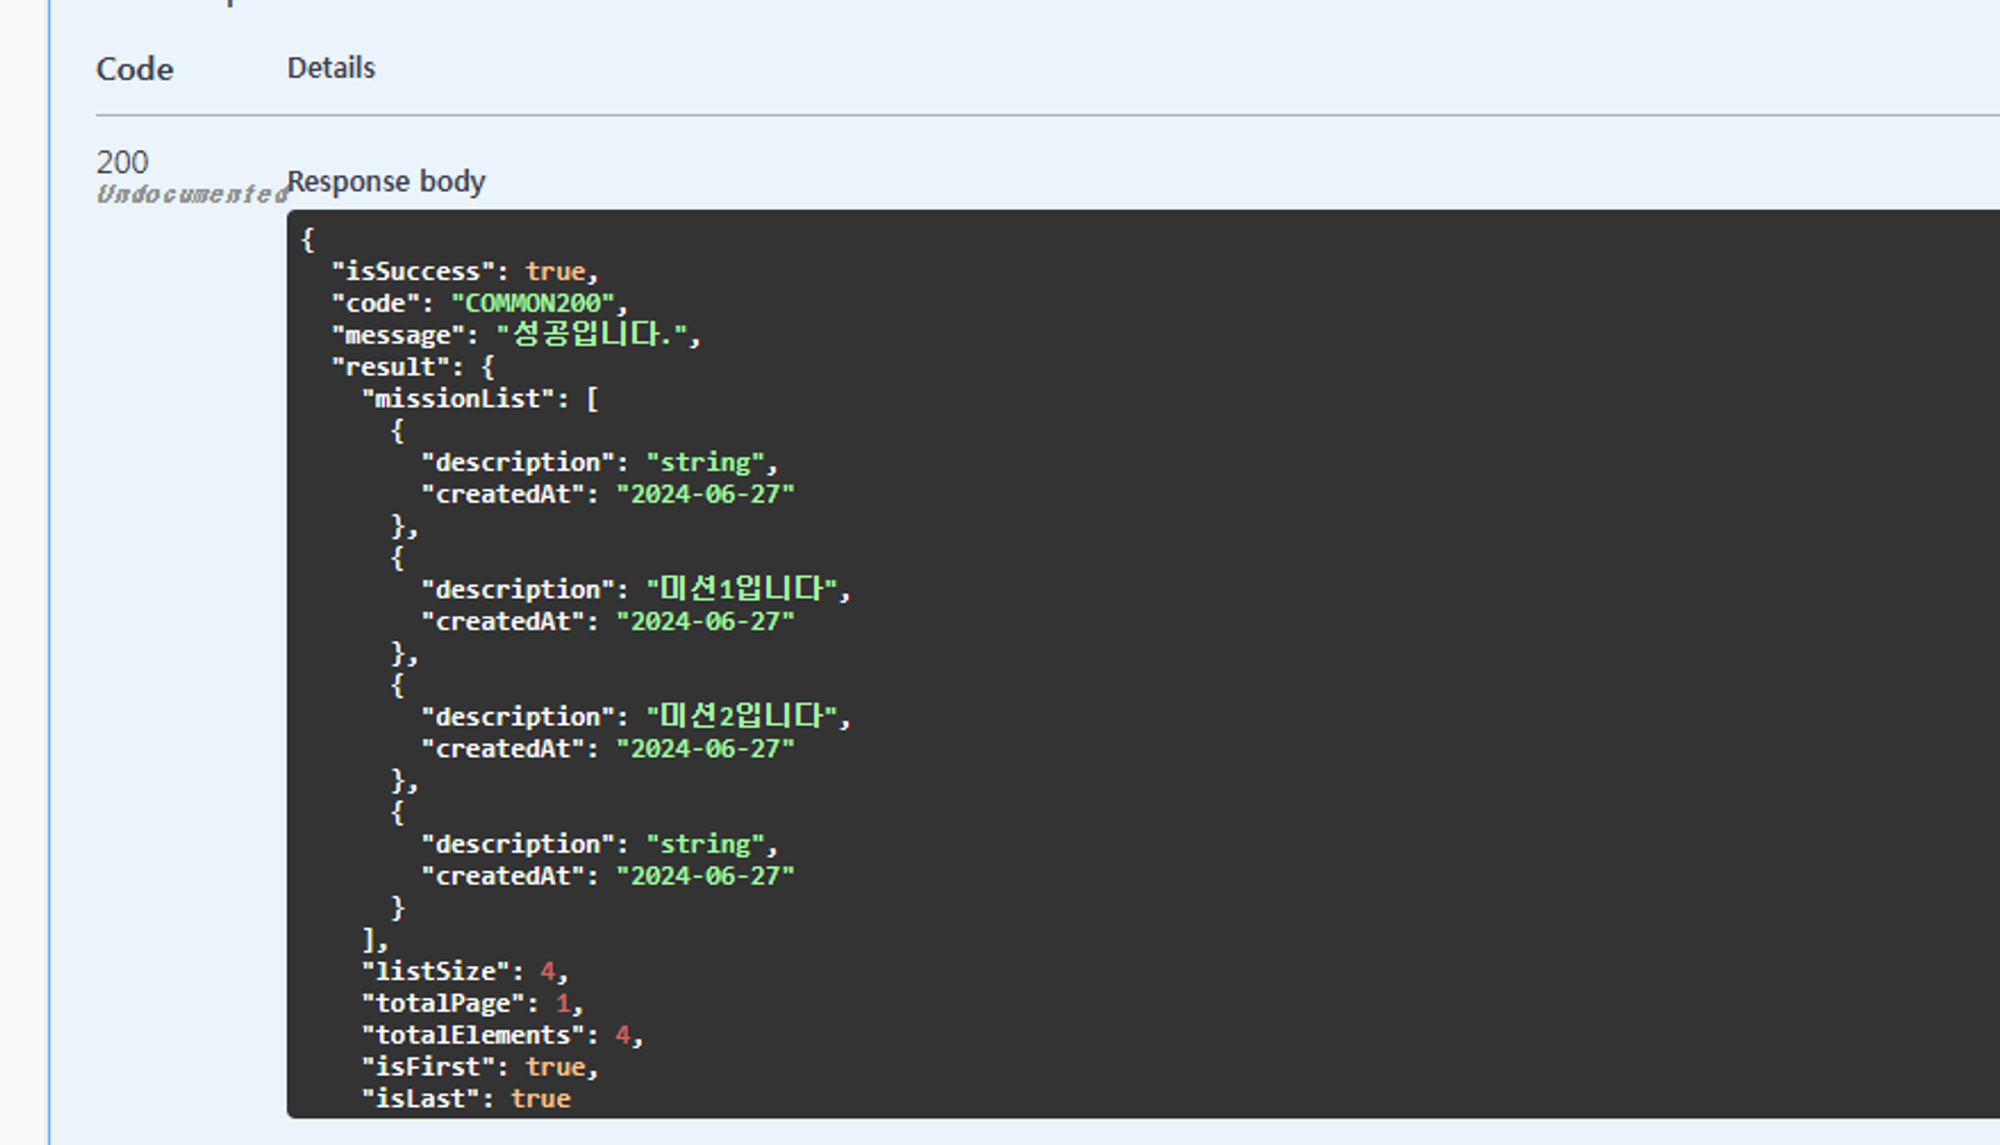 Code Details
200
Undocumented
Response body
{
  "isSuccess": true,
  "code": "COMMON200",
  "message": "성공입니다.",
  "result": {
    "missionList": [
      {
        "description": "string",
        "createdAt": "2024-06-27"
      },
      {
        "description": "미션1입니다",
        "createdAt": "2024-06-27"
      },
      {
        "description": "미션2입니다",
        "createdAt": "2024-06-27"
      },
      {
        "description": "string",
        "createdAt": "2024-06-27"
      }
    ],
    "listSize": 4,
    "totalPage": 1,
    "totalElements": 4,
    "isFirst": true,
    "isLast": true